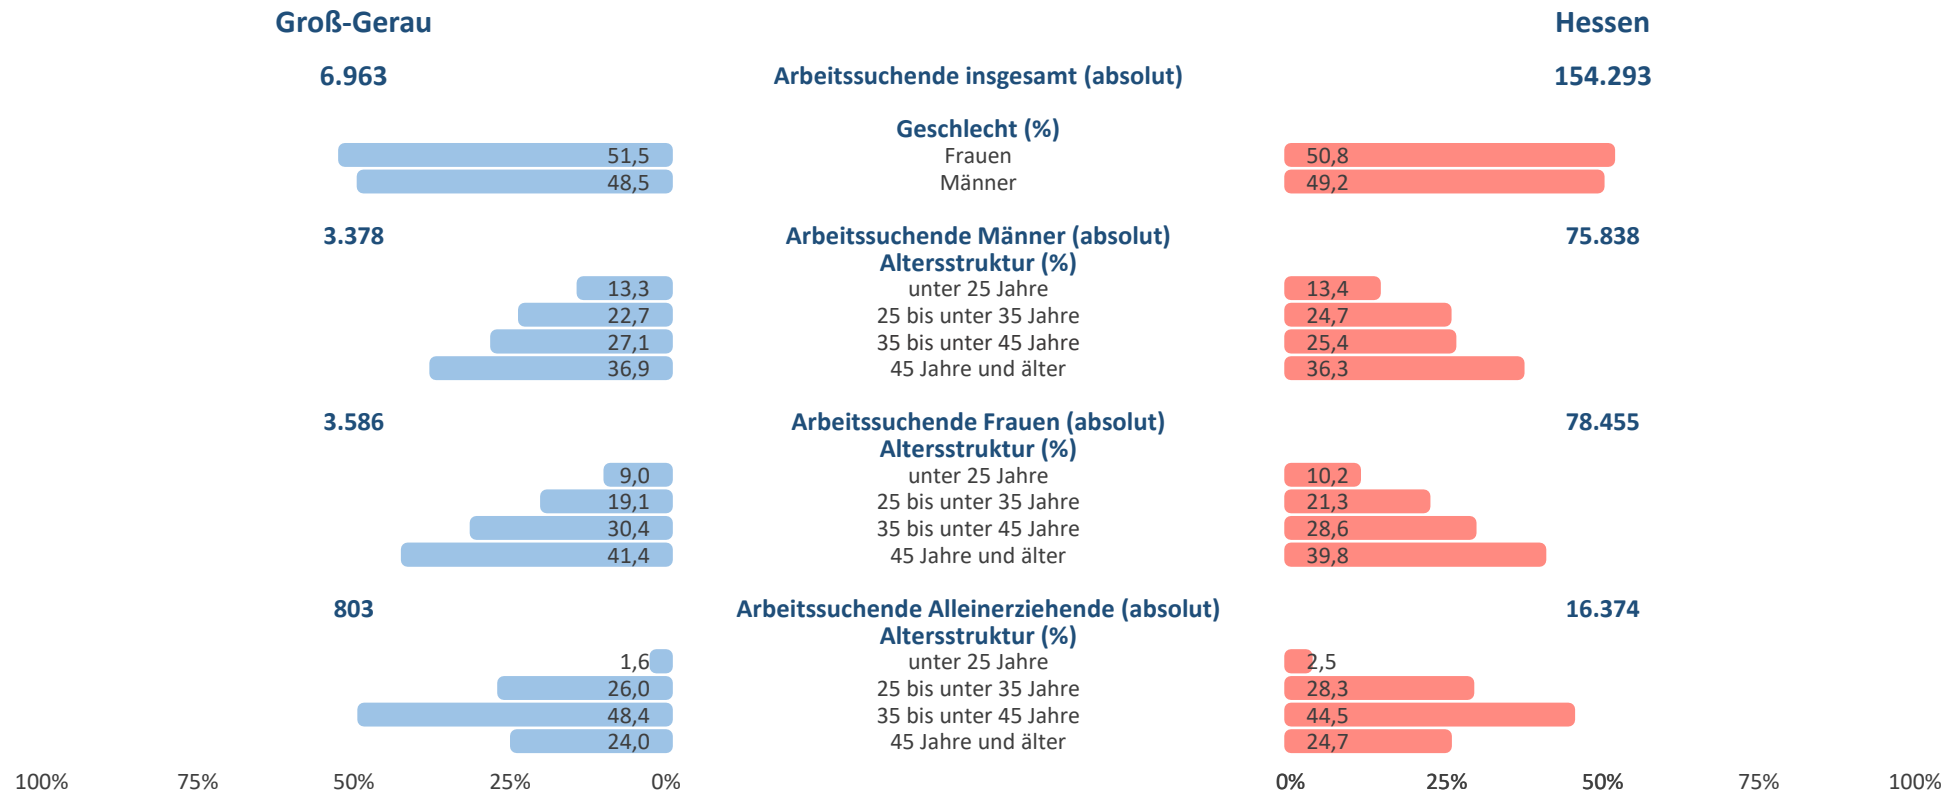 Groß-Gerau Hessen
6.963 Arbeitssuchende insgesamt (absolut) 154.293
Geschlecht (%)
51,5 Frauen 50,8
48,5 Männer 49,2
3.378 Arbeitssuchende Männer (absolut) 75.838
Altersstruktur (%)
13,3 unter 25 Jahre 13,4
22,7 25 bis unter 35 Jahre 24,7
27,1 35 bis unter 45 Jahre 25,4
36,9 45 Jahre und älter 36,3
3.586 Arbeitssuchende Frauen (absolut) 78.455
Altersstruktur (%)
9,0 unter 25 Jahre 10,2
19,1 25 bis unter 35 Jahre 21,3
30,4 35 bis unter 45 Jahre 28,6
41,4 45 Jahre und älter 39,8
803 Arbeitssuchende Alleinerziehende (absolut) 16.374
Altersstruktur (%)
1,6 unter 25 Jahre 2,5
26,0 25 bis unter 35 Jahre 28,3
48,4 35 bis unter 45 Jahre 44,5
24,0 45 Jahre und älter 24,7
100% 75% 50% 25% 0% 0% 25% 50% 75% 100%